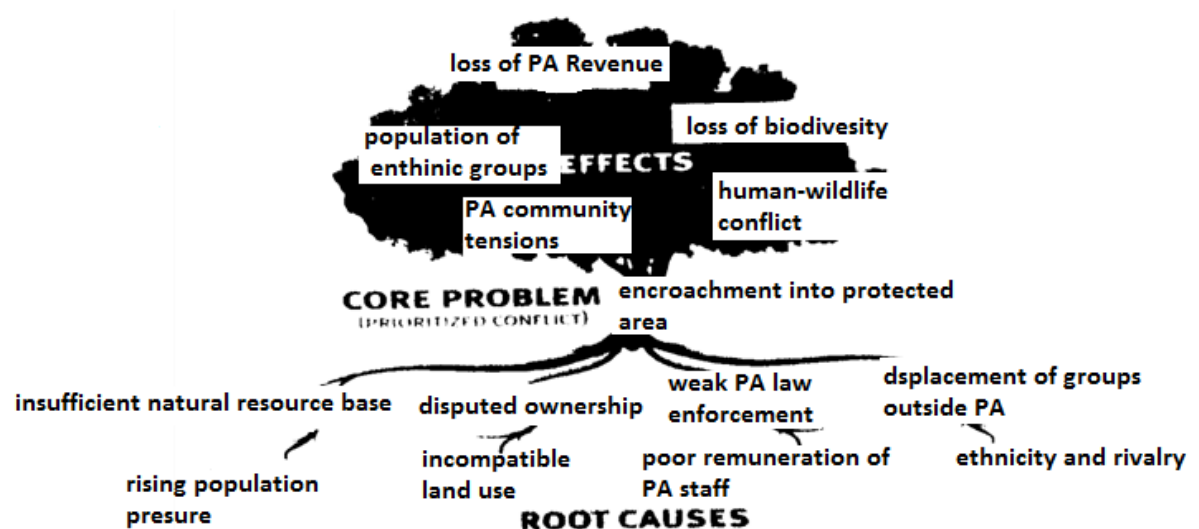 loss of PA Revenue
loss of biodivesity
population of
enthinic groups
EFFECTS
human-wildlife
conflict
PA community
tensions
CORE PROBLEM
(PRIORITIZED CONFLICT)
encroachment into protected
area
insufficient natural resource base
disputed ownership
weak PA law
enforcement
dsplacement of groups
outside PA
rising population
presure
incompatible
land use
poor remuneration of
PA staff
ethnicity and rivalry
ROOT CAUSES